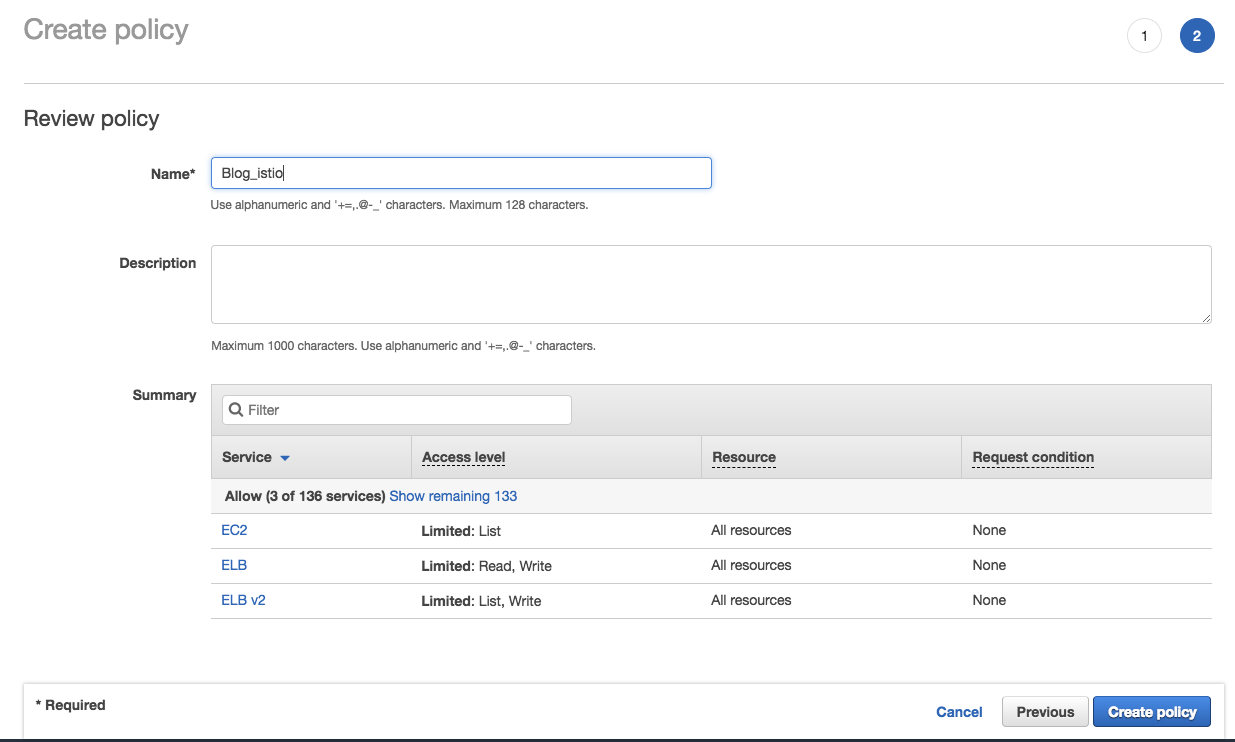 Create policy
1 2
Review policy
Name* Blog_istio
Use alphanumeric and '+=,.@-_' characters. Maximum 128 characters.
Description
Maximum 1000 characters. Use alphanumeric and '+=,.@-_' characters.
Summary
Filter
Service Access level Resource Request condition
Allow (3 of 136 services) Show remaining 133
EC2 Limited: List All resources None
ELB Limited: Read, Write All resources None
ELB v2 Limited: List, Write All resources None
* Required
Cancel Previous Create policy